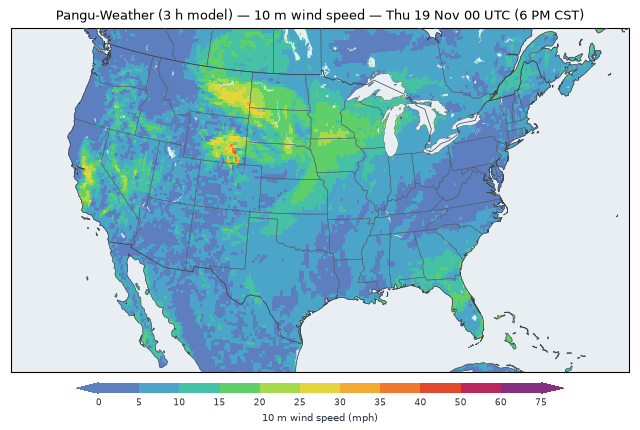 Pangu-Weather (3 h model) — 10 m wind speed — Thu 19 Nov 00 UTC (6 PM CST)
0 5 10 15 20 25 30 35 40 50 60 75
10 m wind speed (mph)